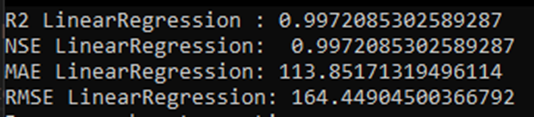 R2 LinearRegression : 0.9972085302589287
NSE LinearRegression:  0.9972085302589287
MAE LinearRegression: 113.85171319496114
RMSE LinearRegression: 164.44904500366792